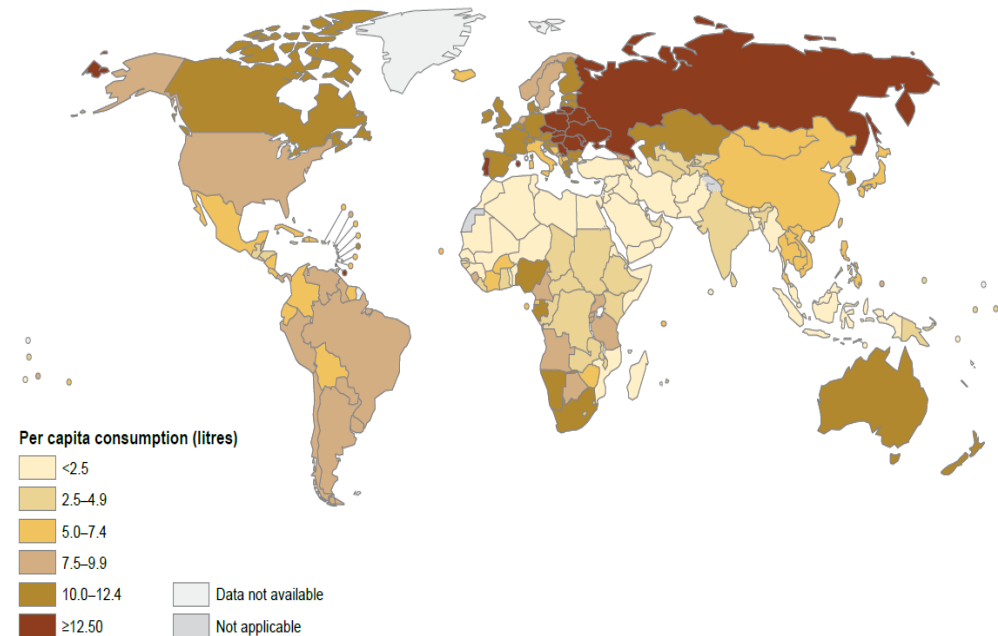 Per capita consumption (litres)
<2.5
2.5–4.9
5.0–7.4
7.5–9.9
10.0–12.4
≥12.50
Data not available
Not applicable